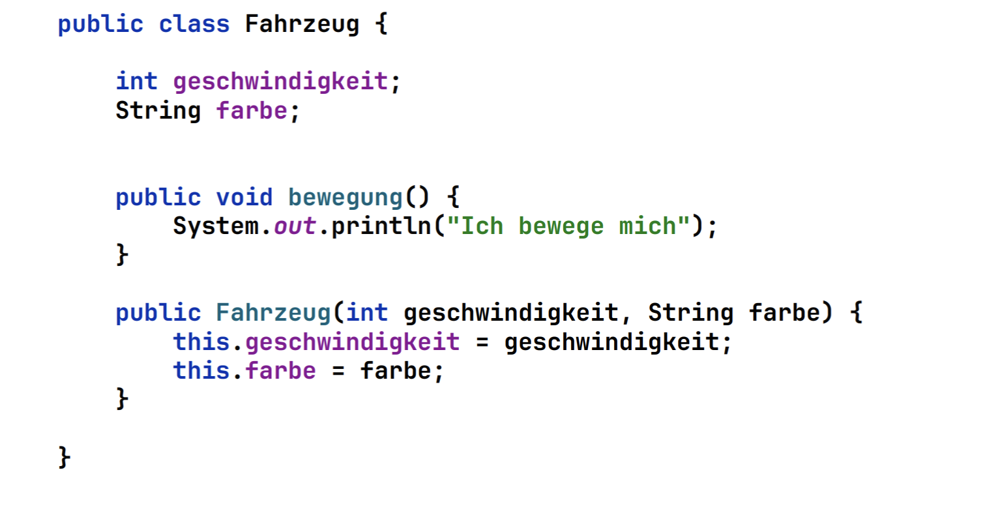 public class Fahrzeug {
int geschwindigkeit;
String farbe;
public void bewegung() {
System.out.println("Ich bewege mich");
}
public Fahrzeug(int geschwindigkeit, String farbe) {
this.geschwindigkeit = geschwindigkeit;
this.farbe = farbe;
}
}